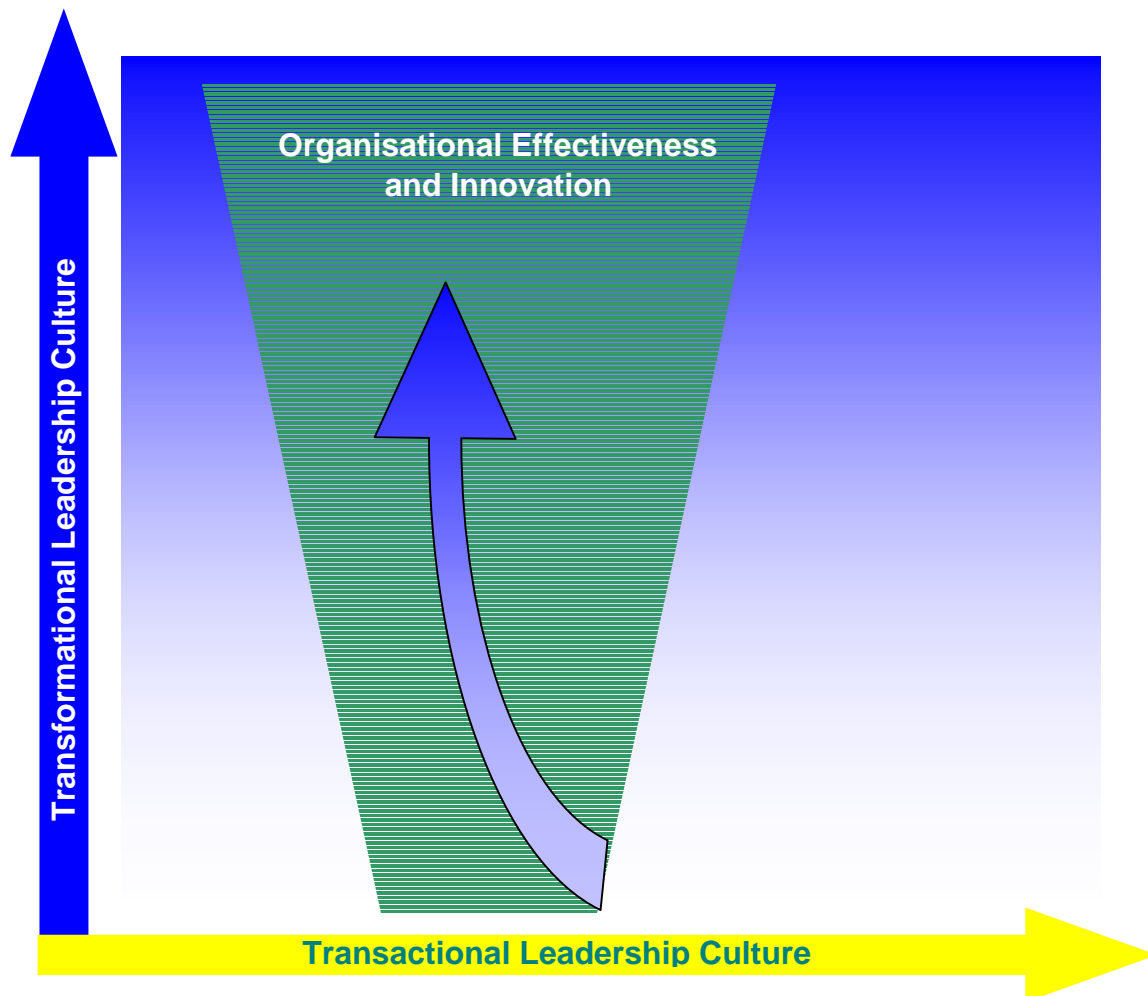 Organisational Effectiveness
and Innovation
Transformational Leadership Culture
Transactional Leadership Culture